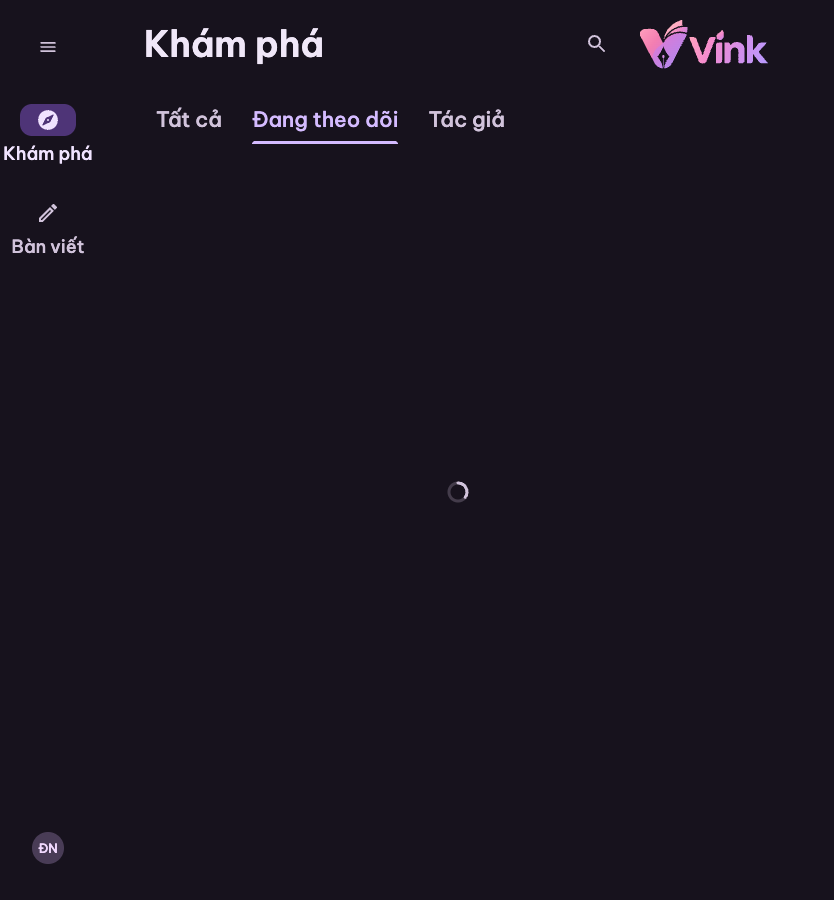 Khám phá
Vink
Tất cả
Đang theo dõi
Tác giả
Khám phá
Bàn viết
ĐN